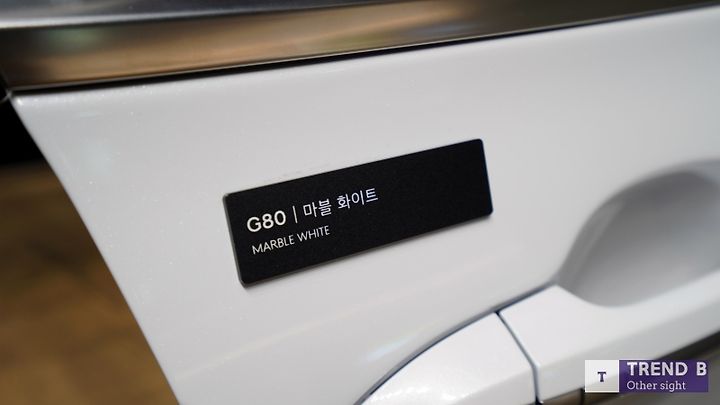 G80 | 마블 화이트
MARBLE WHITE
T
TREND B
Other sight